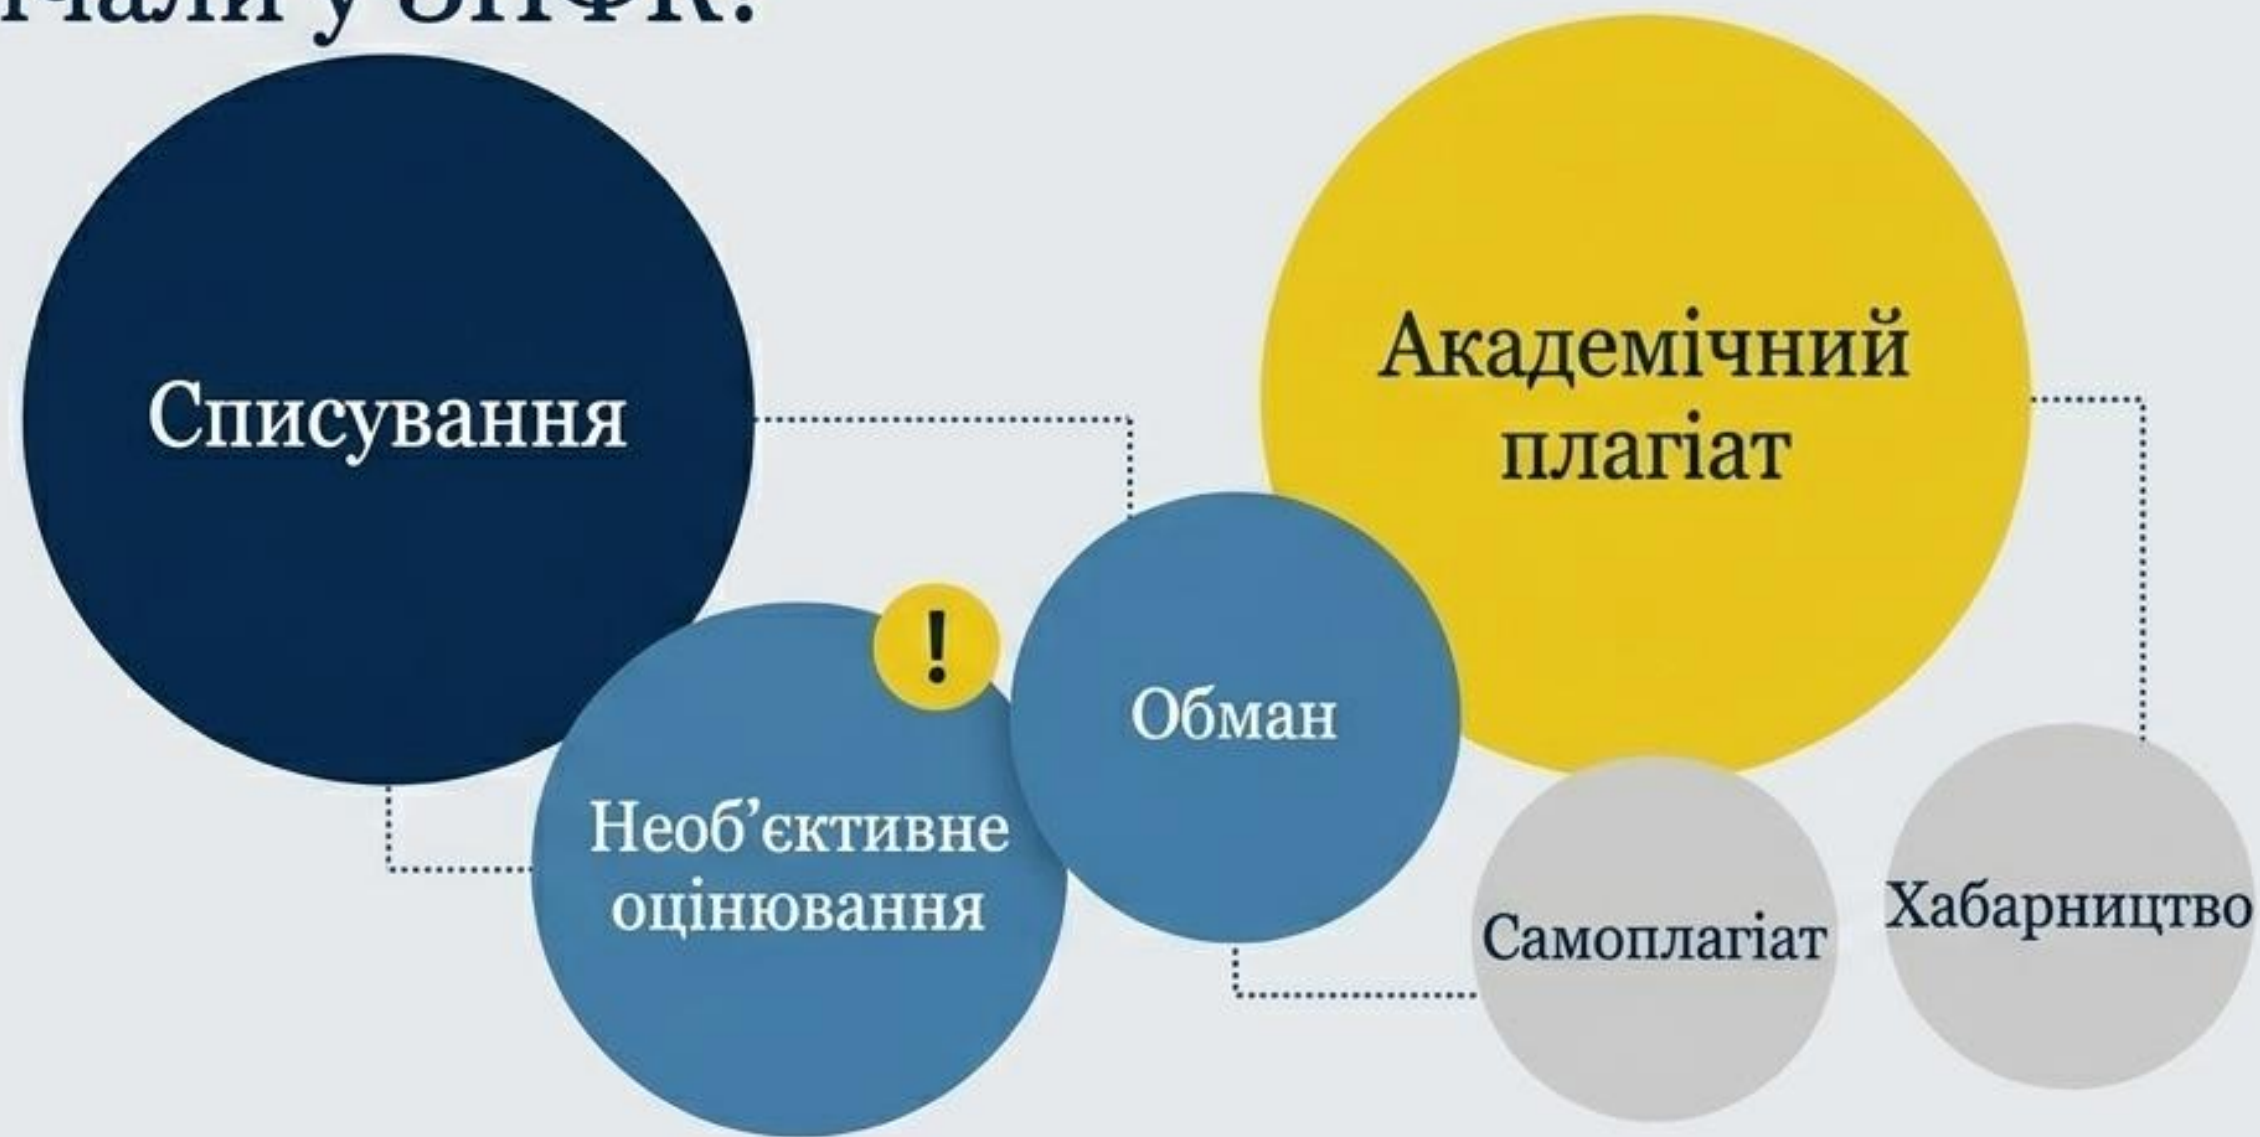 у
Списування
Академічний
плагіат
!
Обман
Необ’єктивне
оцінювання
Самоплагіат
Хабарництво